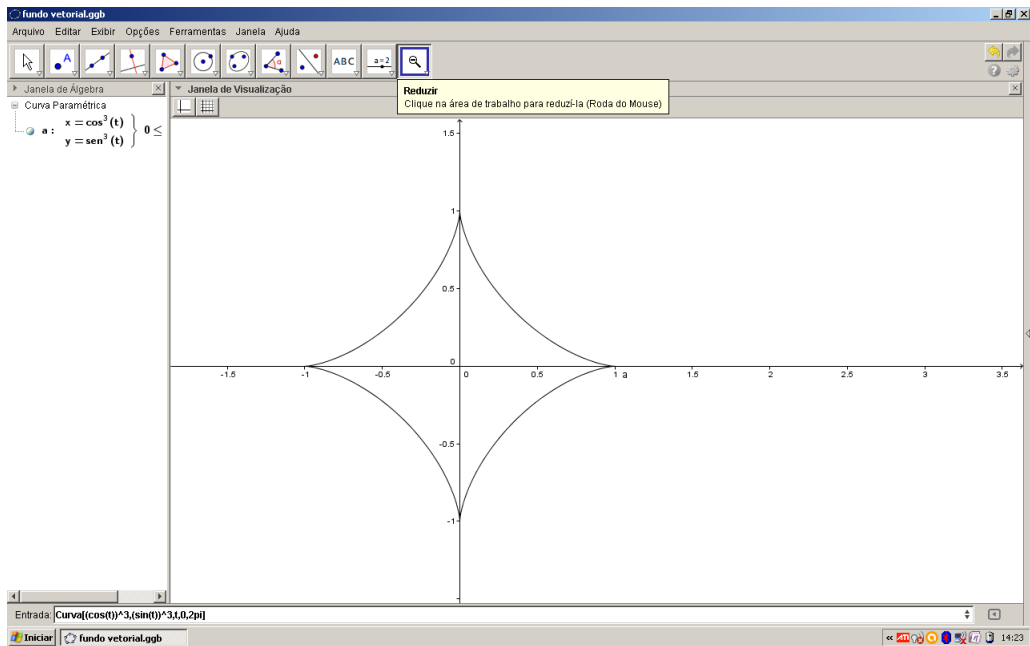 fundo vetorial.ggb
Arquivo Editar Exibir Opções Ferramentas Janela Ajuda
ABC
a=2
Janela de Álgebra
Janela de Visualização
Reduzir
Clique na área de trabalho para reduzí-la (Roda do Mouse)
Curva Paramétrica
a : x = cos³ (t) } 0 ≤
y = sen³ (t)
1.5
1
0.5
0
-1.5 -1 -0.5 0 0.5 1 a 1.5 2 2.5 3 3.5
-0.5
-1
Entrada: Curva[(cos(t))^3,(sin(t))^3,t,0,2pi]
Iniciar fundo vetorial.ggb « ATI 14:23